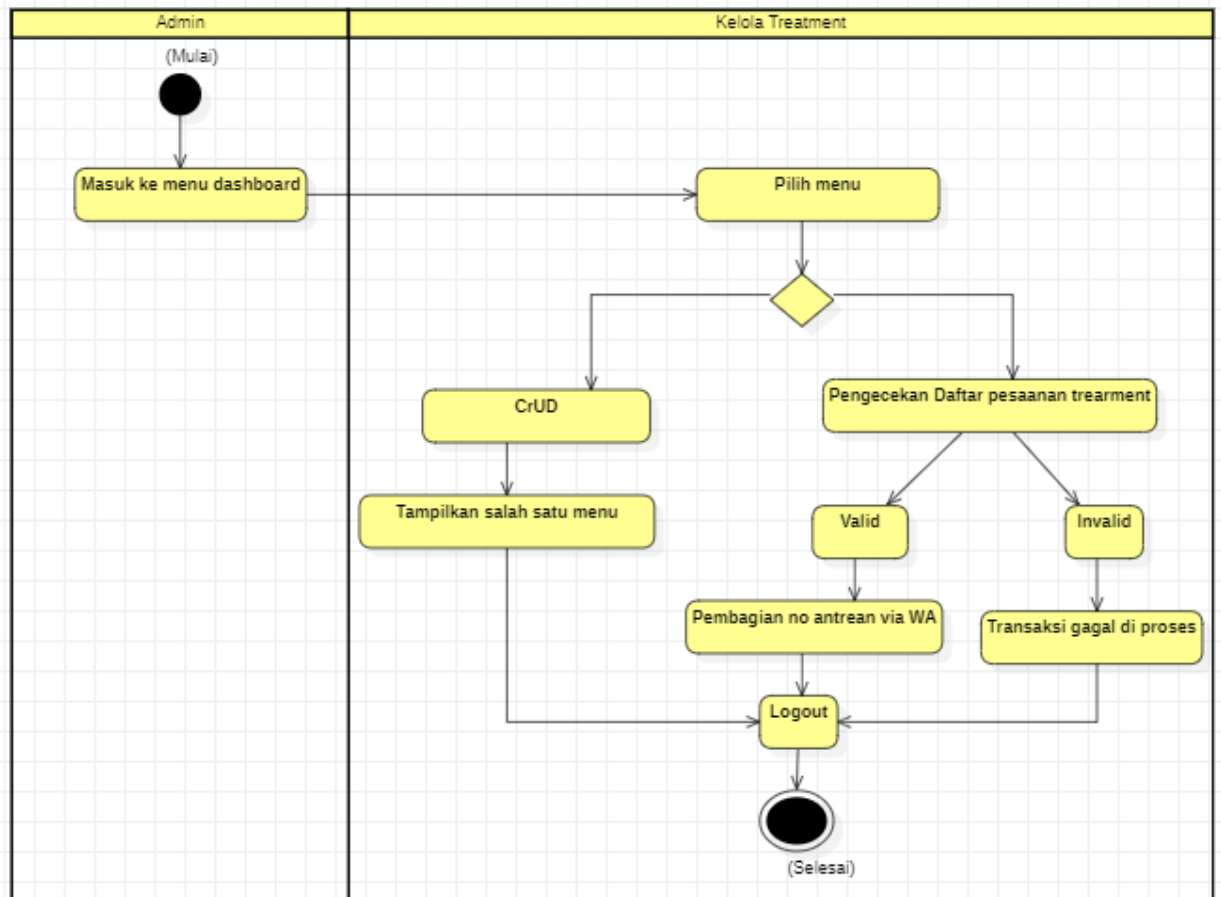 Admin
Kelola Treatment
(Mulai)
Masuk ke menu dashboard
Pilih menu
CrUD
Pengecekan Daftar pesaanan trearment
Tampilkan salah satu menu
Valid
Invalid
Pembagian no antrean via WA
Transaksi gagal di proses
Logout
(Selesai)